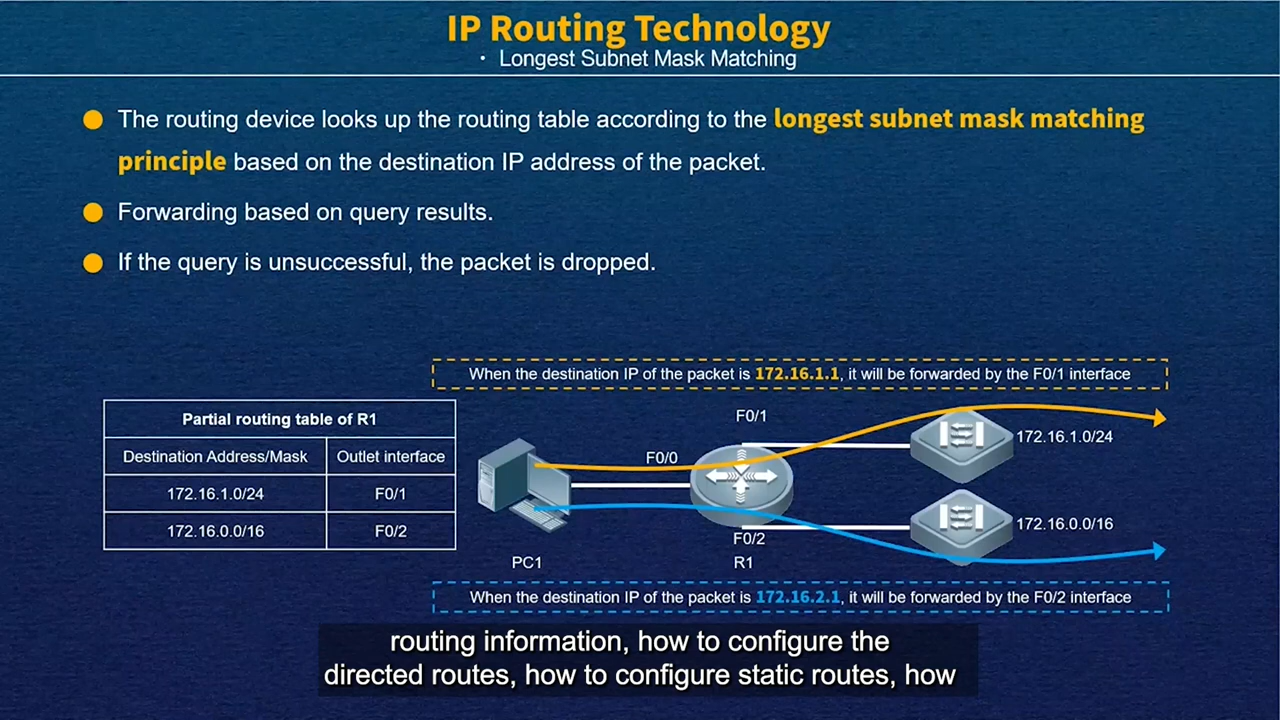 IP Routing Technology
· Longest Subnet Mask Matching
The routing device looks up the routing table according to the longest subnet mask matching
principle based on the destination IP address of the packet.
Forwarding based on query results.
If the query is unsuccessful, the packet is dropped.
When the destination IP of the packet is 172.16.1.1, it will be forwarded by the F0/1 interface
Partial routing table of R1
Destination Address/Mask Outlet interface
172.16.1.0/24 F0/1
172.16.0.0/16 F0/2
F0/1
F0/0
172.16.1.0/24
172.16.0.0/16
F0/2
PC1
R1
When the destination IP of the packet is 172.16.2.1, it will be forwarded by the F0/2 interface
routing information, how to configure the
directed routes, how to configure static routes, how